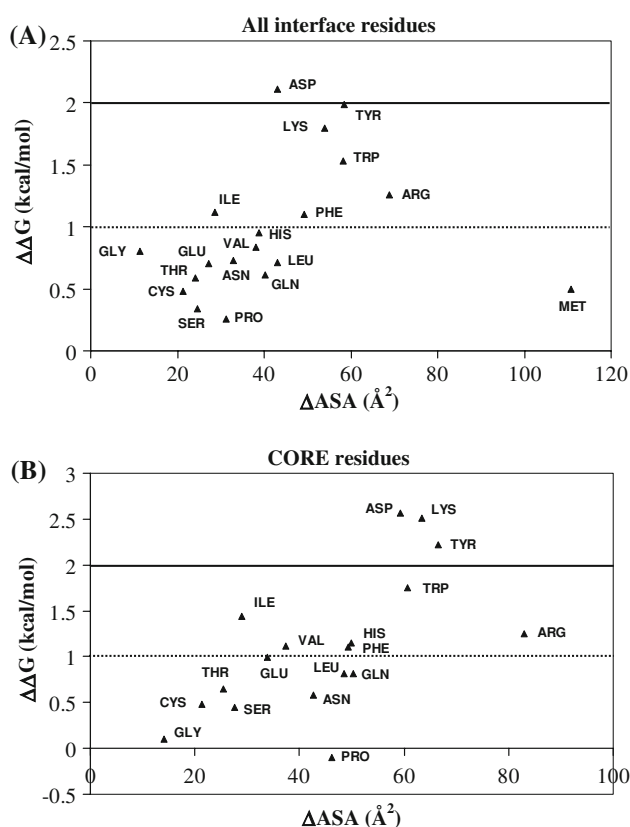 (A)
All interface residues
ΔΔG (kcal/mol)
2.5
2
1.5
1
0.5
0
ASP
TYR
LYS
TRP
ARG
ILE
PHE
HIS
VAL
GLY
GLU
LEU
THR
ASN
GLN
CYS
SER
PRO
MET
0 20 40 60 80 100 120
ΔASA (Å²)
(B)
CORE residues
ΔΔG (kcal/mol)
3
2.5
2
1.5
1
0.5
0
-0.5
ASP
LYS
TYR
TRP
ILE
HIS
ARG
VAL
PHE
THR
GLU
LEU
GLN
CYS
SER
ASN
GLY
PRO
0 20 40 60 80 100
ΔASA (Å²)